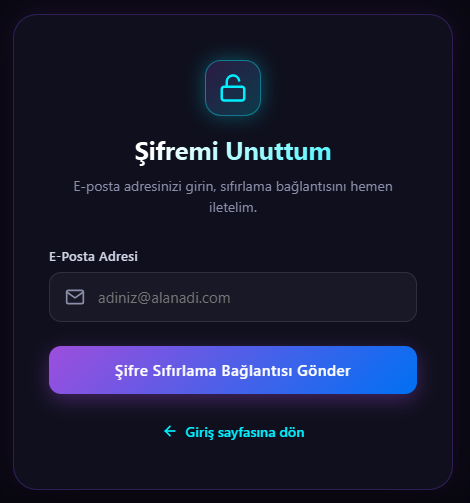 Şifremi Unuttum
E-posta adresinizi girin, sıfırlama bağlantısını hemen
iletelim.
E-Posta Adresi
adiniz@alanadi.com
Şifre Sıfırlama Bağlantısı Gönder
Giriş sayfasına dön